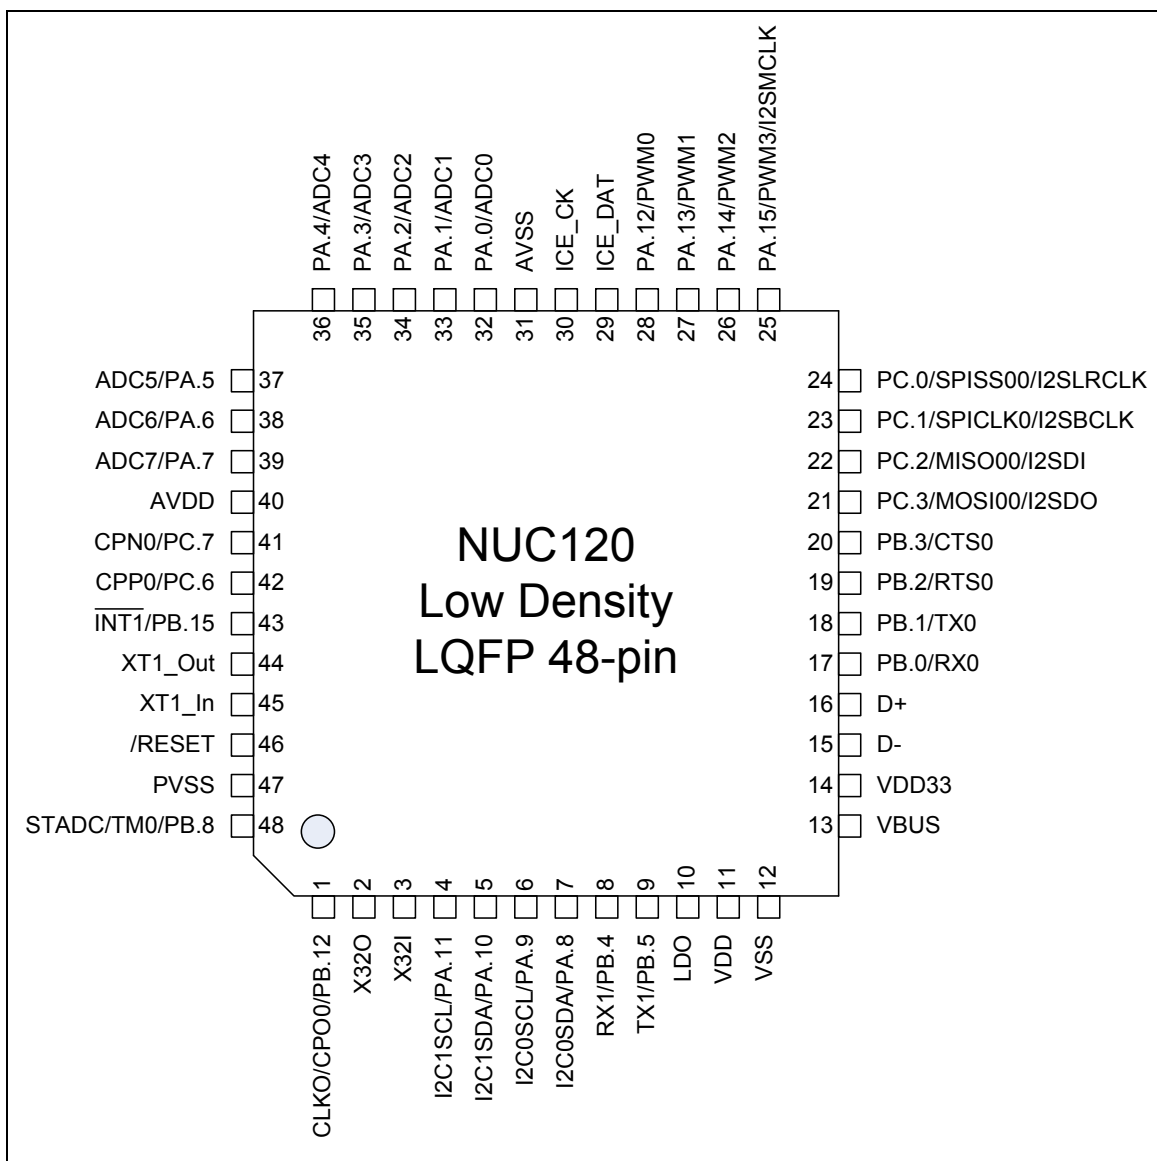 PA.4/ADC4
PA.3/ADC3
PA.2/ADC2
PA.1/ADC1
PA.0/ADC0
AVSS
ICE_CK
ICE_DAT
PA.12/PWM0
PA.13/PWM1
PA.14/PWM2
PA.15/PWM3/I2SMCLK
36
35
34
33
32
31
30
29
28
27
26
25
ADC5/PA.5 37
ADC6/PA.6 38
ADC7/PA.7 39
AVDD 40
CPN0/PC.7 41
CPP0/PC.6 42
INT1/PB.15 43
XT1_Out 44
XT1_In 45
/RESET 46
PVSS 47
STADC/TM0/PB.8 48
NUC120
Low Density
LQFP 48-pin
24 PC.0/SPISS00/I2SLRCLK
23 PC.1/SPICLK0/I2SBCLK
22 PC.2/MISO00/I2SDI
21 PC.3/MOSI00/I2SDO
20 PB.3/CTS0
19 PB.2/RTS0
18 PB.1/TX0
17 PB.0/RX0
16 D+
15 D-
14 VDD33
13 VBUS
1
2
3
4
5
6
7
8
9
10
11
12
CLKO/CPO0/PB.12
X32O
X32I
I2C1SCL/PA.11
I2C1SDA/PA.10
I2C0SCL/PA.9
I2C0SDA/PA.8
RX1/PB.4
TX1/PB.5
LDO
VDD
VSS